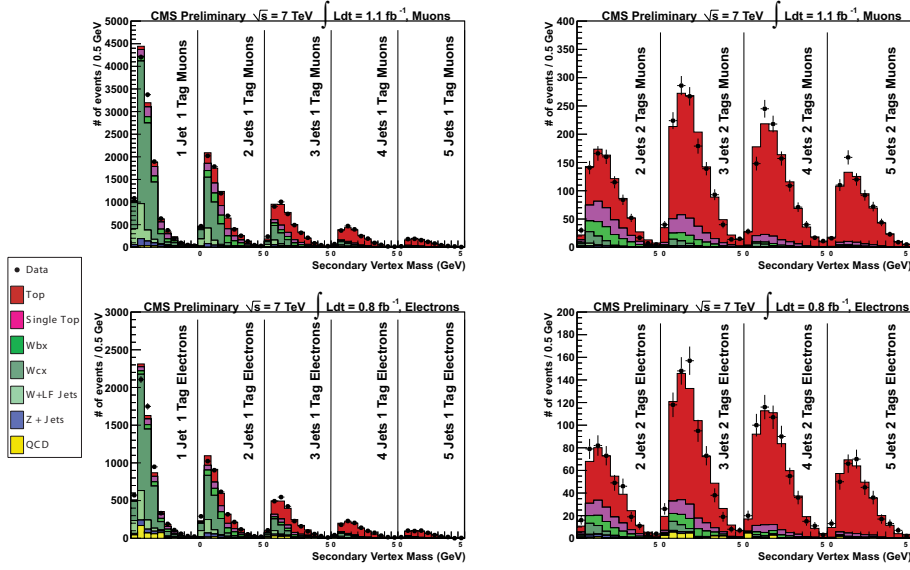 CMS Preliminary √s = 7 TeV ∫ Ldt = 1.1 fb⁻¹, Muons
# of events / 0.5 GeV
5000
4500
4000
3500
3000
2500
2000
1500
1000
500
0
1 Jet 1 Tag Muons
2 Jets 1 Tag Muons
3 Jets 1 Tag Muons
4 Jets 1 Tag Muons
5 Jets 1 Tag Muons
0 5 0 5
Secondary Vertex Mass (GeV)
CMS Preliminary √s = 7 TeV ∫ Ldt = 1.1 fb⁻¹, Muons
# of events / 0.5 GeV
400
350
300
250
200
150
100
50
0
2 Jets 2 Tags Muons
3 Jets 2 Tags Muons
4 Jets 2 Tags Muons
5 Jets 2 Tags Muons
5 0 5 0 5
Secondary Vertex Mass (GeV)
Data
Top
Single Top
Wbx
Wcx
W+LF Jets
Z + Jets
QCD
CMS Preliminary √s = 7 TeV ∫ Ldt = 0.8 fb⁻¹, Electrons
# of events / 0.5 GeV
3000
2500
2000
1500
1000
500
0
1 Jet 1 Tag Electrons
2 Jets 1 Tag Electrons
3 Jets 1 Tag Electrons
4 Jets 1 Tag Electrons
5 Jets 1 Tag Electrons
0 5 0 5
Secondary Vertex Mass (GeV)
CMS Preliminary √s = 7 TeV ∫ Ldt = 0.8 fb⁻¹, Electrons
# of events / 0.5 GeV
200
180
160
140
120
100
80
60
40
20
0
2 Jets 2 Tags Electrons
3 Jets 2 Tags Electrons
4 Jets 2 Tags Electrons
5 Jets 2 Tags Electrons
5 0 5 0 5
Secondary Vertex Mass (GeV)